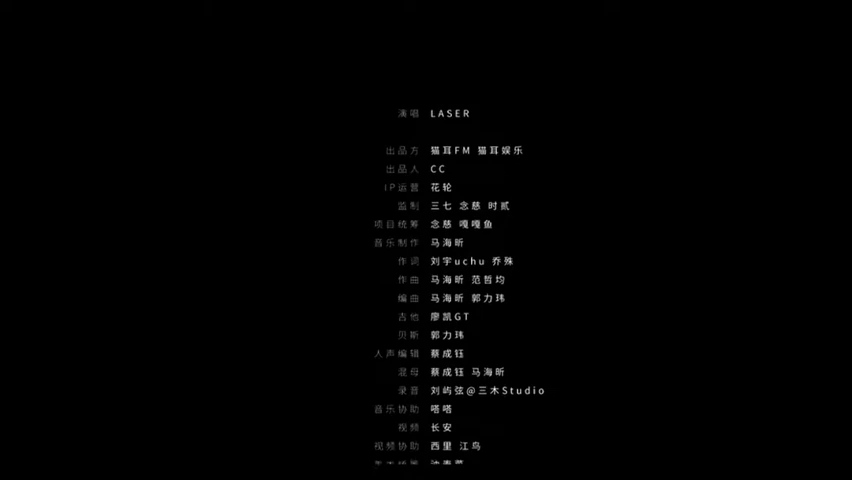 演唱 LASER
出品方 猫耳FM 猫耳娱乐
出品人 CC
IP运营 花轮
监制 三七 念慈 时贰
项目统筹 念慈 嘎嘎鱼
音乐制作 马海昕
作词 刘宇uchu 乔殊
作曲 马海昕 范哲均
编曲 马海昕 郭力玮
吉他 廖凯GT
贝斯 郭力玮
人声编辑 蔡成钰
混母 蔡成钰 马海昕
录音 刘屿弦@三木Studio
音乐协助 嗒嗒
视频 长安
视频协助 西里 江鸟